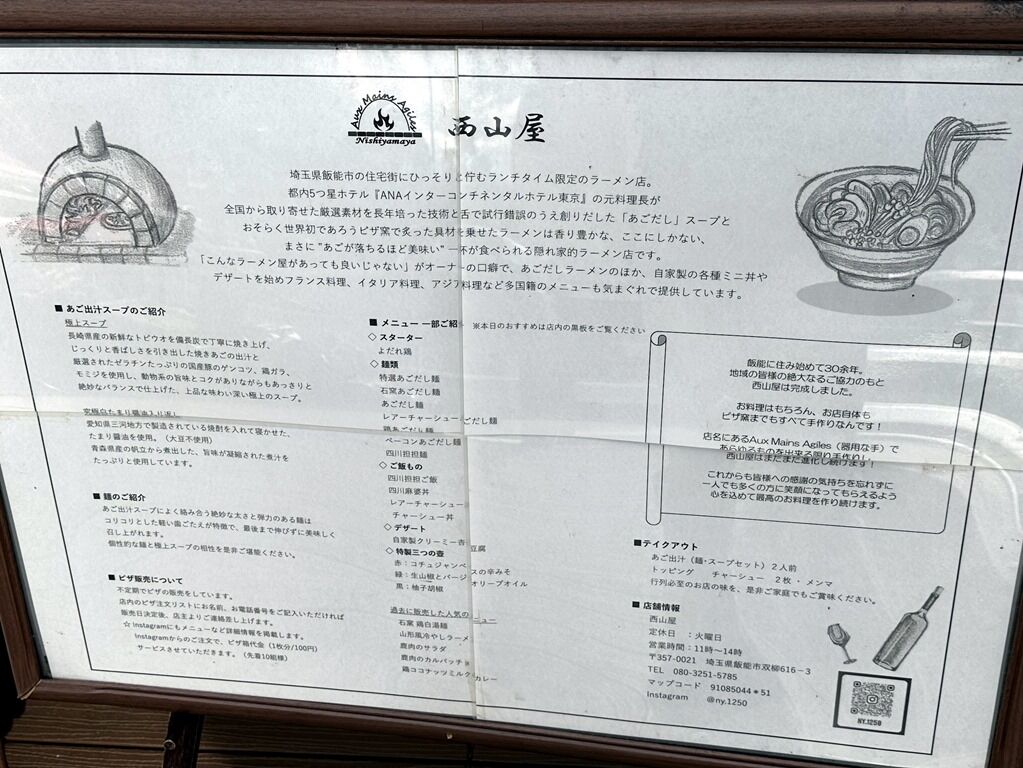 Aux Mains Agiles
Nishiyamaya
西山屋
埼玉県飯能市の住宅街にひっそりと佇むランチタイム限定のラーメン店。
都内5つ星ホテル『ANAインターコンチネンタルホテル東京』の元料理長が
全国から取り寄せた厳選素材を長年培った技術と舌で試行錯誤のうえ創りだした「あごだし」スープと
おそらく世界初であろうピザ窯で炙った具材を乗せたラーメンは香り豊かな、ここにしかない、
まさに"あごが落ちるほど美味い"一杯が食べられる隠れ家的ラーメン店です。
「こんなラーメン屋があっても良いじゃない」がオーナーの口癖で、あごだしラーメンのほか、自家製の各種ミニ丼や
デザートを始めフランス料理、イタリア料理、アジア料理など多国籍のメニューも気まぐれで提供しています。
■ あご出汁スープのご紹介
極上スープ
長崎県産の新鮮なトビウオを備長炭で丁寧に焼き上げ、
じっくりと香ばしさを引き出した焼きあごの出汁と
厳選されたゼラチンたっぷりの国産豚のゲンコツ、鶏ガラ、
モミジを使用し、動物系の旨味とコクがありながらもあっさりと
絶妙なバランスで仕上げた、上品な味わい深い極上のスープ。
究極白たまり醤油入り返し
愛知県三河地方で製造されている焼酎を入れて寝かせた、
たまり醤油を使用。（大豆不使用）
青森県産の帆立から煮出した、旨味が凝縮された煮汁を
たっぷりと使用しています。
■ 麺のご紹介
あご出汁スープによく絡み合う絶妙な太さと弾力のある麺は
コリコリとした軽い歯ごたえが特徴で、最後まで伸びずに美味しく
召し上がれます。
個性的な麺と極上スープの相性を是非ご堪能ください。
■ ピザ販売について
不定期でピザの販売をしています。
店内のピザ注文リストにお名前、お電話番号をご記入いただければ
販売日決定後、店主よりご連絡差し上げます。
☆ Instagramにもメニューなど詳細情報を掲載します。
Instagramからのご注文で、ピザ箱代金（1枚分/100円）
サービスさせていただきます。（先着10組様）
■ メニュー 一部ご紹 ※本日のおすすめは店内の黒板をご覧ください
◇ スターター
よだれ鶏
◇ 麺類
特選あごだし麺
石窯あごだし麺
あごだし麺
レアーチャーシューごだし麺
鶏あごだし麺
ベーコンあごだし麺
四川担担麺
◇ ご飯もの
四川担担ご飯
四川麻婆丼
レアーチャーシュー
チャーシュー丼
◇ デザート
自家製クリーミー杏豆腐
◇ 特製三つの壺
赤：コチュジャンベスの辛みそ
緑：生山椒とバージオリーブオイル
黒：柚子胡椒
過去に販売した人気のニュー
石窯 鶏白湯麺
山形風冷やしラーメ
鹿肉のサラダ
鹿肉のカルパッチ
鶏ココナッツミルクカレー
飯能に住み始めて30余年。
地域の皆様の絶大なるご協力のもと
西山屋は完成しました。
お料理はもちろん、お店自体も
ピザ窯まですべて手作りなんです！
店名にあるAux Mains Agiles（器用な手）で
あらゆるものを出来る限り手作りし
西山屋はまだまだ進化し続けます！
これからも皆様への感謝の気持ちを忘れずに
一人でも多くの方に笑顔になってもらえるよう
心を込めて最高のお料理を作り続けます。
■テイクアウト
あご出汁（麺・スープセット）２人前
トッピング チャーシュー ２枚・メンマ
行列必至のお店の味を、是非ご家庭でもご賞味ください。
■ 店舗情報
西山屋
定休日 ：火曜日
営業時間：11時～14時
〒357-0021 埼玉県飯能市双柳616－3
TEL 080-3251-5785
マップコード 91085044＊51
Instagram @ny.1250
NY.1250